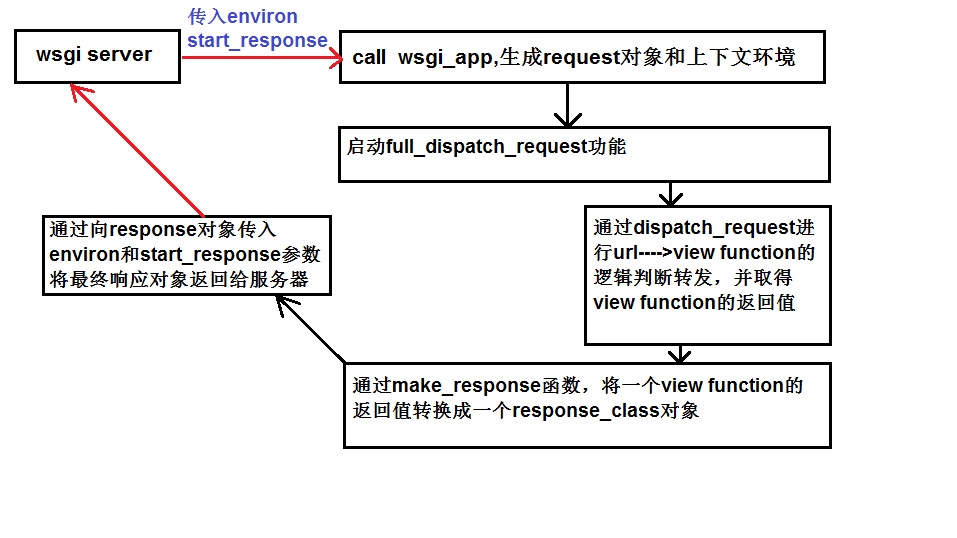 传入environ
start_response
wsgi server
call  wsgi_app,生成request对象和上下文环境
启动full_dispatch_request功能
通过dispatch_request进
行url---->view function的
逻辑判断转发，并取得
view function的返回值
通过make_response函数，将一个view function的
返回值转换成一个response_class对象
通过向response对象传入
environ和start_response参数
将最终响应对象返回给服务器